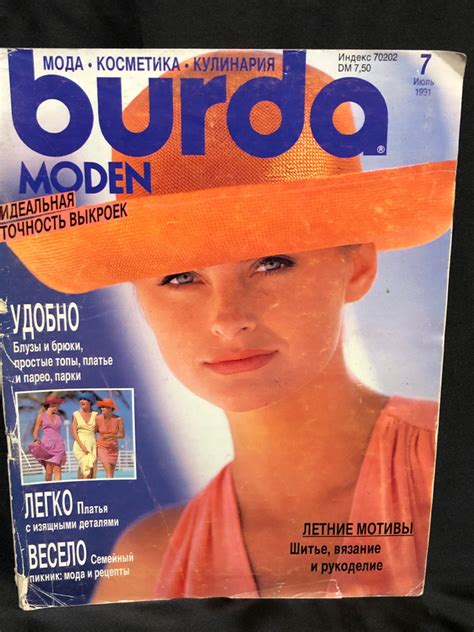 МОДА • КОСМЕТИКА • КУЛИНАРИЯ
Индекс 70202
DM 7,50
7
Июль
1991
burda
®
MODEN
ИДЕАЛЬНАЯ
ТОЧНОСТЬ ВЫКРОЕК
УДОБНО
Блузы и брюки,
простые топы, платье
и парео, парки
ЛЕГКО Платья
с изящными деталями
ВЕСЕЛО Семейный
пикник: мода и рецепты
ЛЕТНИЕ МОТИВЫ
Шитье, вязание
и рукоделие